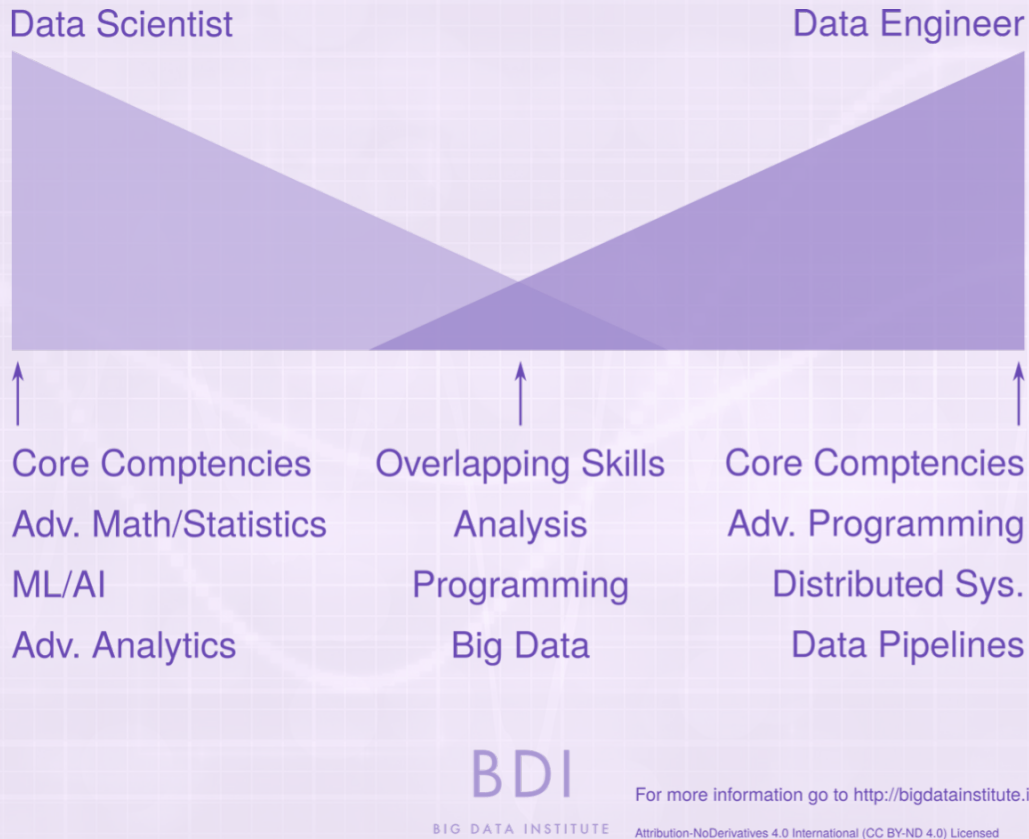 Data Scientist
Data Engineer
Core Comptencies
Adv. Math/Statistics
ML/AI
Adv. Analytics
Overlapping Skills
Analysis
Programming
Big Data
Core Comptencies
Adv. Programming
Distributed Sys.
Data Pipelines
BDI
BIG DATA INSTITUTE
For more information go to http://bigdatainstitute.i
Attribution-NoDerivatives 4.0 International (CC BY-ND 4.0) Licensed